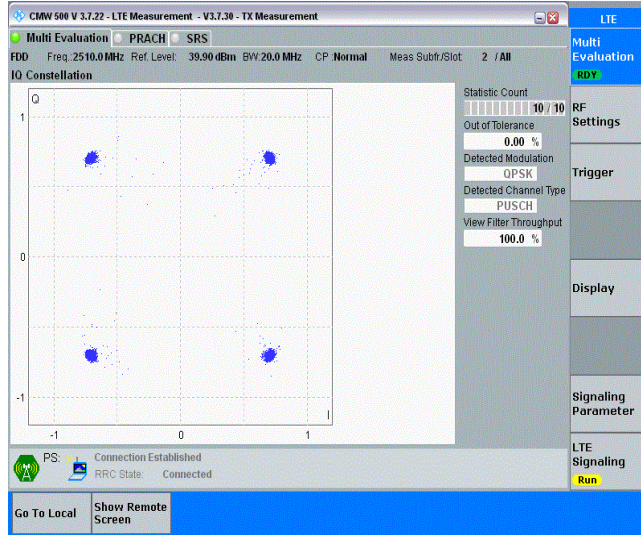 CMW 500 V 3.7.22 - LTE Measurement - V3.7.30 - TX Measurement
LTE
Multi Evaluation PRACH SRS
Multi
Evaluation
RDY
FDD Freq.:2510.0 MHz Ref. Level: 39.90 dBm BW:20.0 MHz CP :Normal Meas Subfr./Slot: 2 / All
IQ Constellation
Q
1
0
-1
-1 0 1
I
Statistic Count
10 / 10
Out of Tolerance
0.00 %
Detected Modulation
QPSK
Detected Channel Type
PUSCH
View Filter Throughput
100.0 %
RF
Settings
Trigger
Display
Signaling
Parameter
LTE
Signaling
Run
PS: Connection Established
RRC State: Connected
Go To Local
Show Remote
Screen